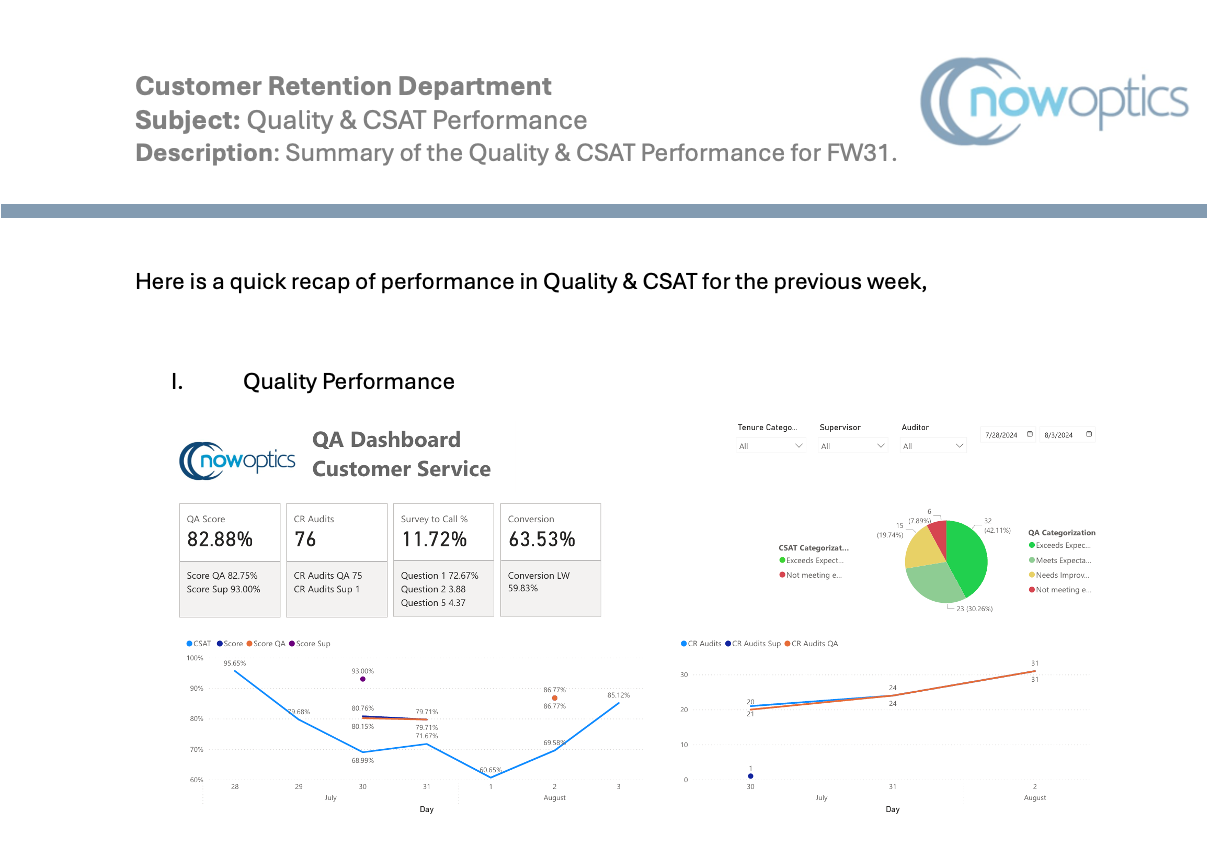 Customer Retention Department
Subject: Quality & CSAT Performance
Description: Summary of the Quality & CSAT Performance for FW31.
nowoptics
Here is a quick recap of performance in Quality & CSAT for the previous week,
I. Quality Performance
nowoptics
QA Dashboard
Customer Service
Tenure Catego... Supervisor Auditor
All All All
7/28/2024 8/3/2024
QA Score
82.88%
Score QA 82.75%
Score Sup 93.00%
CR Audits
76
CR Audits QA 75
CR Audits Sup 1
Survey to Call %
11.72%
Question 1 72.67%
Question 2 3.88
Question 5 4.37
Conversion
63.53%
Conversion LW
59.83%
CSAT Categorizat...
Exceeds Expect...
Not meeting e...
6
(7.89%)
15
(19.74%)
32
(42.11%)
23 (30.26%)
QA Categorization
Exceeds Expec...
Meets Expecta...
Needs Improv...
Not meeting e...
CSAT Score Score QA Score Sup
100%
90%
80%
70%
60%
95.65%
79.68%
93.00%
80.76%
80.15%
68.99%
79.71%
79.71%
71.67%
60.65%
86.77%
86.77%
69.58%
85.12%
28 29 30 31 1 2 3
July August
Day
CR Audits CR Audits Sup CR Audits QA
30
20
10
0
20
21
1
24
24
31
31
30 31 2
July August
Day